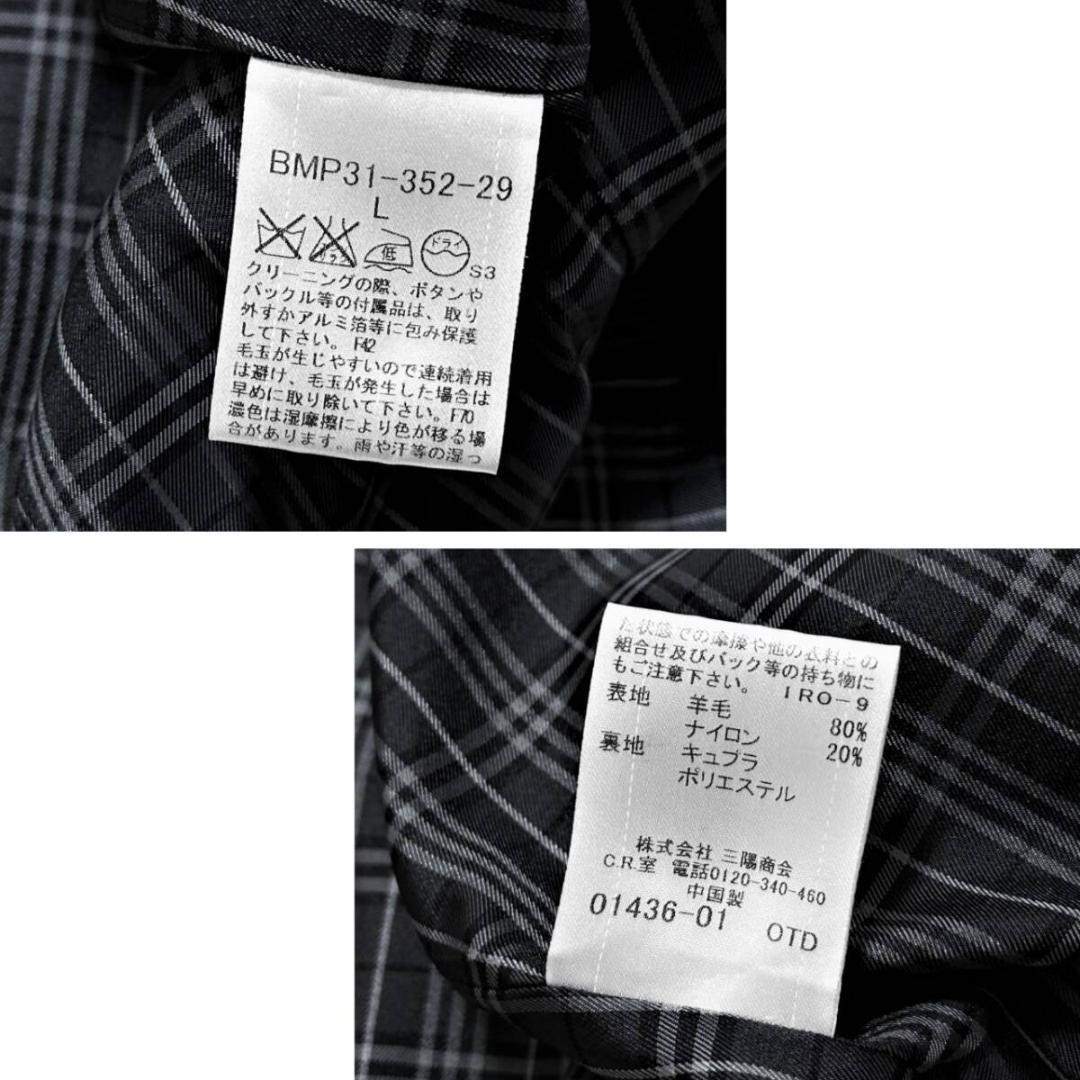 BMP31-352-29
L
低 ドライ
S3
クリーニングの際、ボタンや
バックル等の付属品は、取り
外すかアルミ箔等に包み保護
して下さい。 F42
毛玉が生じやすいので連続着用
は避け、毛玉が発生した場合は
早めに取り除いて下さい。F70
濃色は湿摩擦により色が移る場
合があります。雨や汗等の湿っ
た状態での摩擦や他の衣料との
組合せ及びバック等の持ち物に
もご注意下さい。 IRO-9
表地 羊毛 80%
ナイロン 20%
裏地 キュプラ
ポリエステル
株式会社 三陽商会
C.R.室 電話0120-340-460
中国製
01436-01 OTD